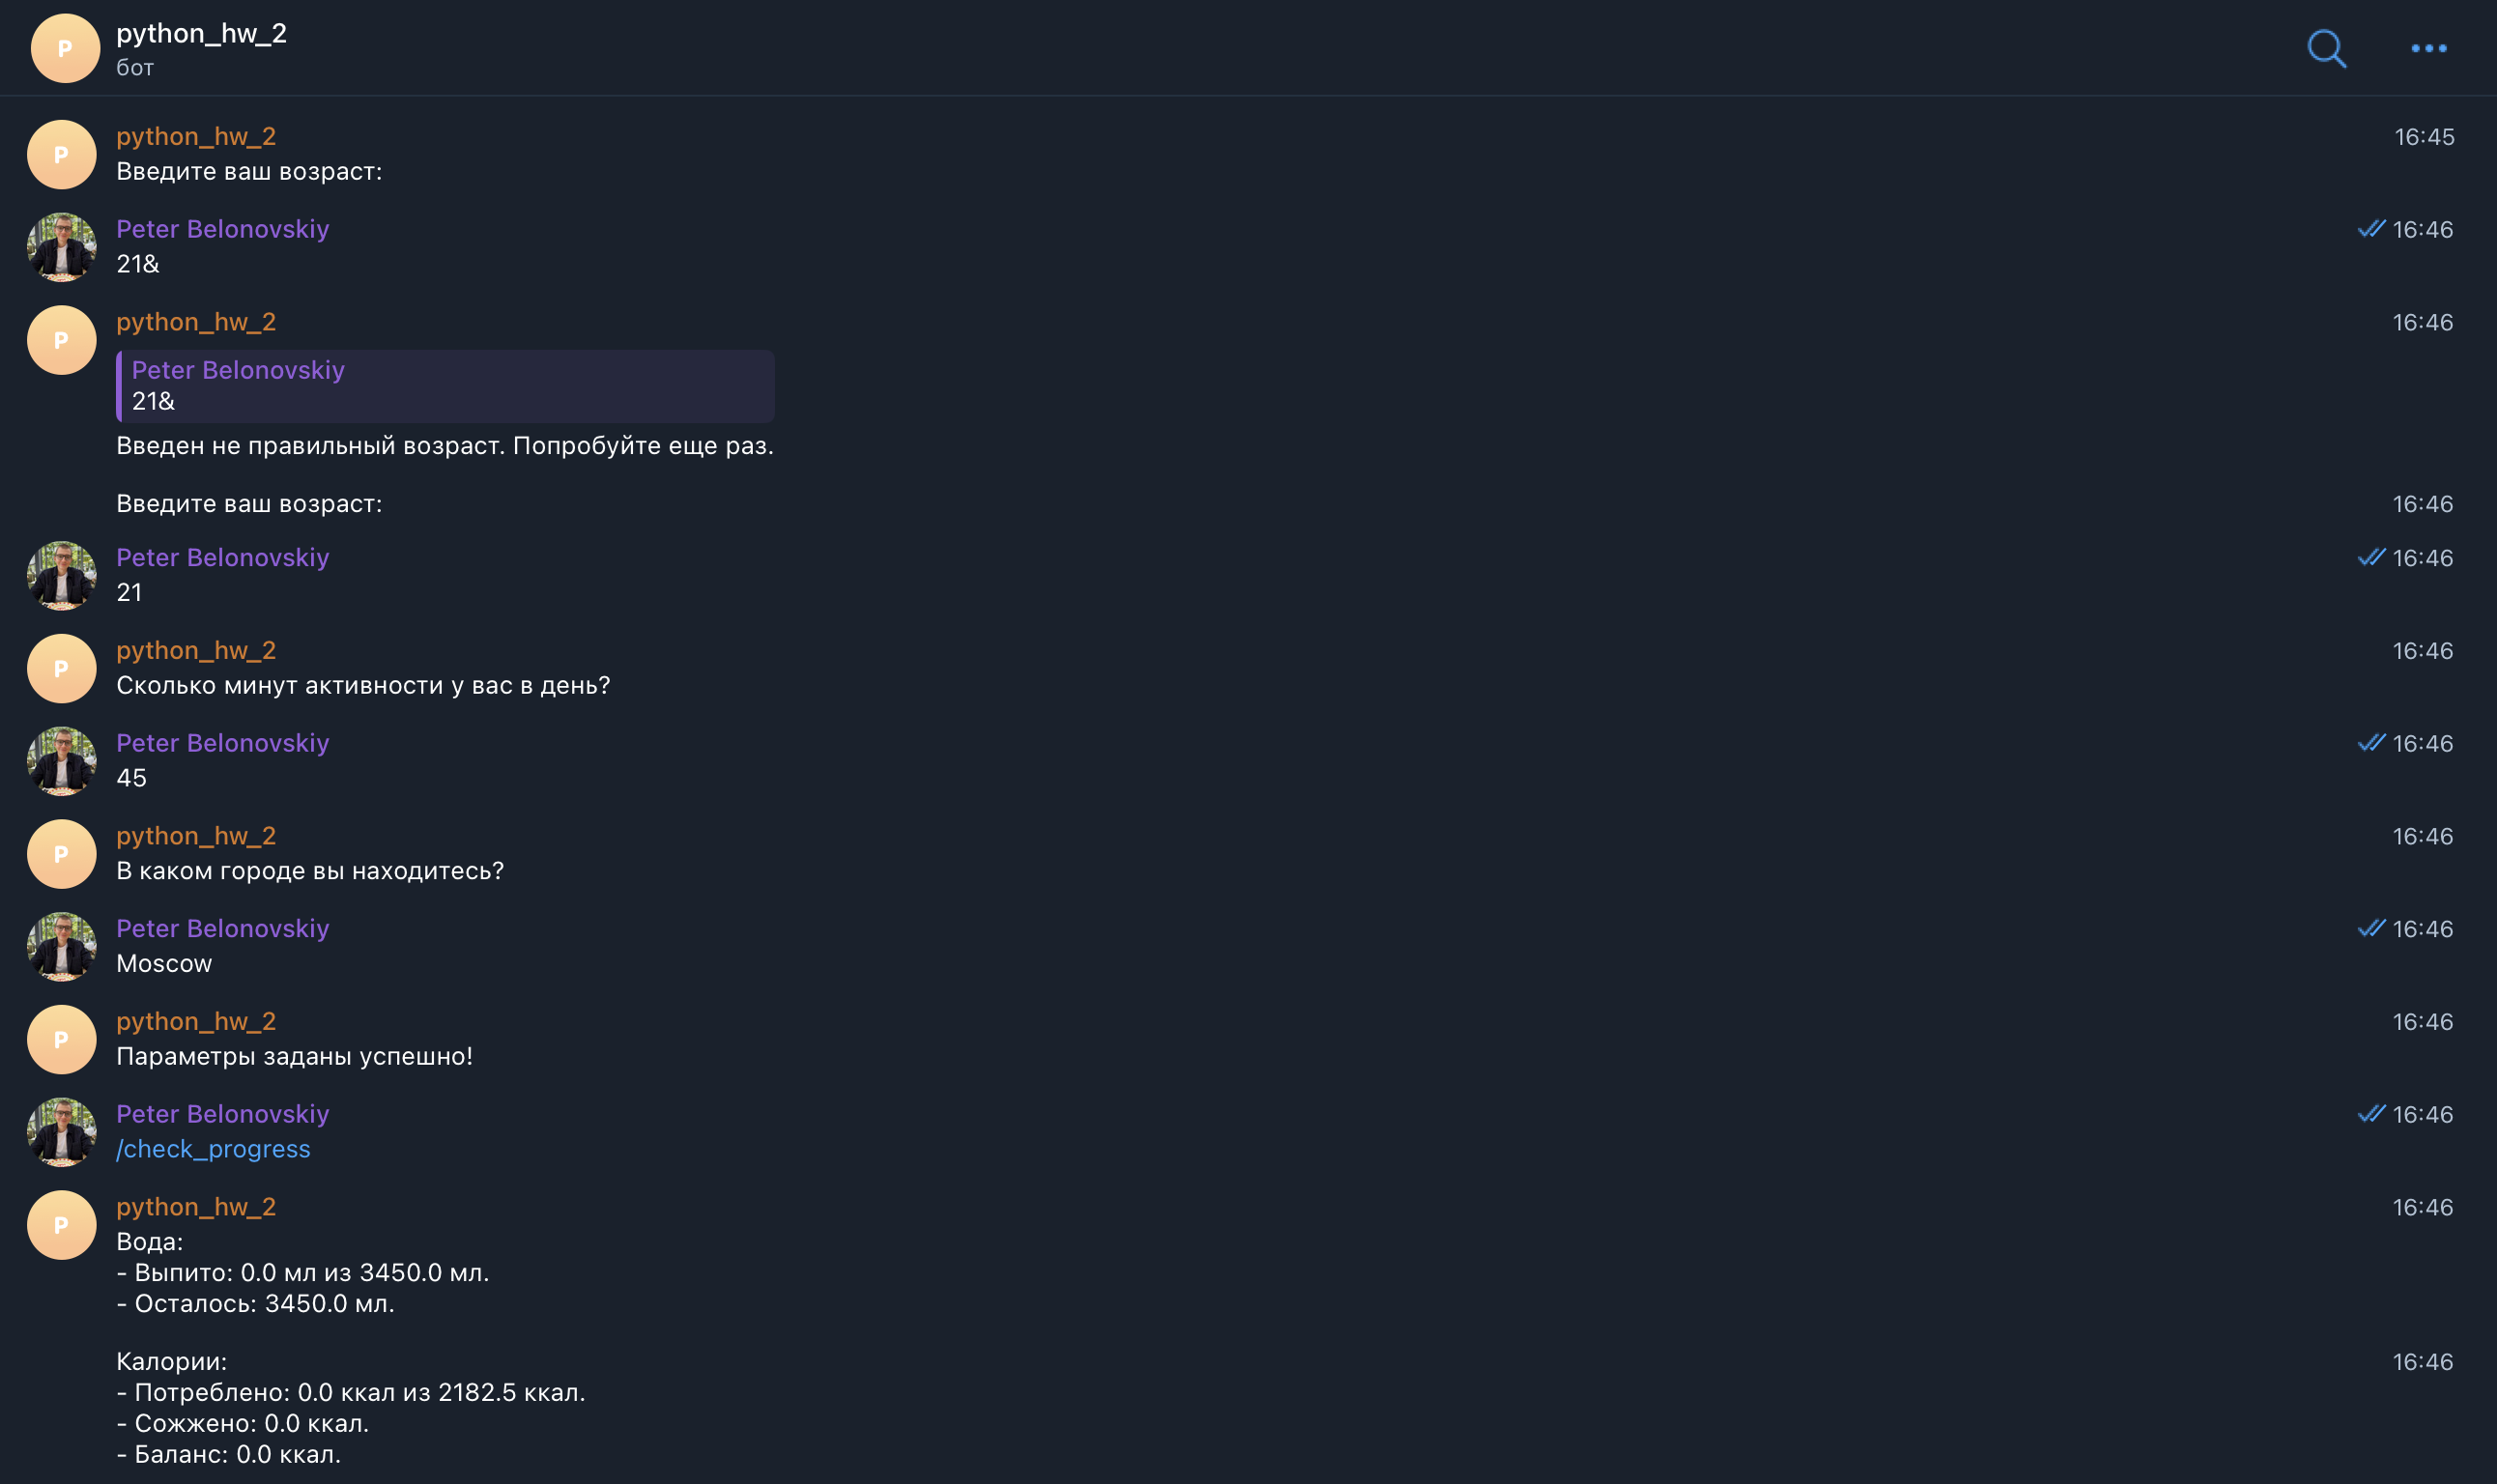 P
python_hw_2
бот
P
python_hw_2
16:45
Введите ваш возраст:
Peter Belonovskiy
16:46
21&
P
python_hw_2
16:46
Peter Belonovskiy
21&
Введен не правильный возраст. Попробуйте еще раз.
Введите ваш возраст:
16:46
Peter Belonovskiy
16:46
21
P
python_hw_2
16:46
Сколько минут активности у вас в день?
Peter Belonovskiy
16:46
45
P
python_hw_2
16:46
В каком городе вы находитесь?
Peter Belonovskiy
16:46
Moscow
P
python_hw_2
16:46
Параметры заданы успешно!
Peter Belonovskiy
16:46
/check_progress
P
python_hw_2
16:46
Вода:
- Выпито: 0.0 мл из 3450.0 мл.
- Осталось: 3450.0 мл.
Калории:
16:46
- Потреблено: 0.0 ккал из 2182.5 ккал.
- Сожжено: 0.0 ккал.
- Баланс: 0.0 ккал.